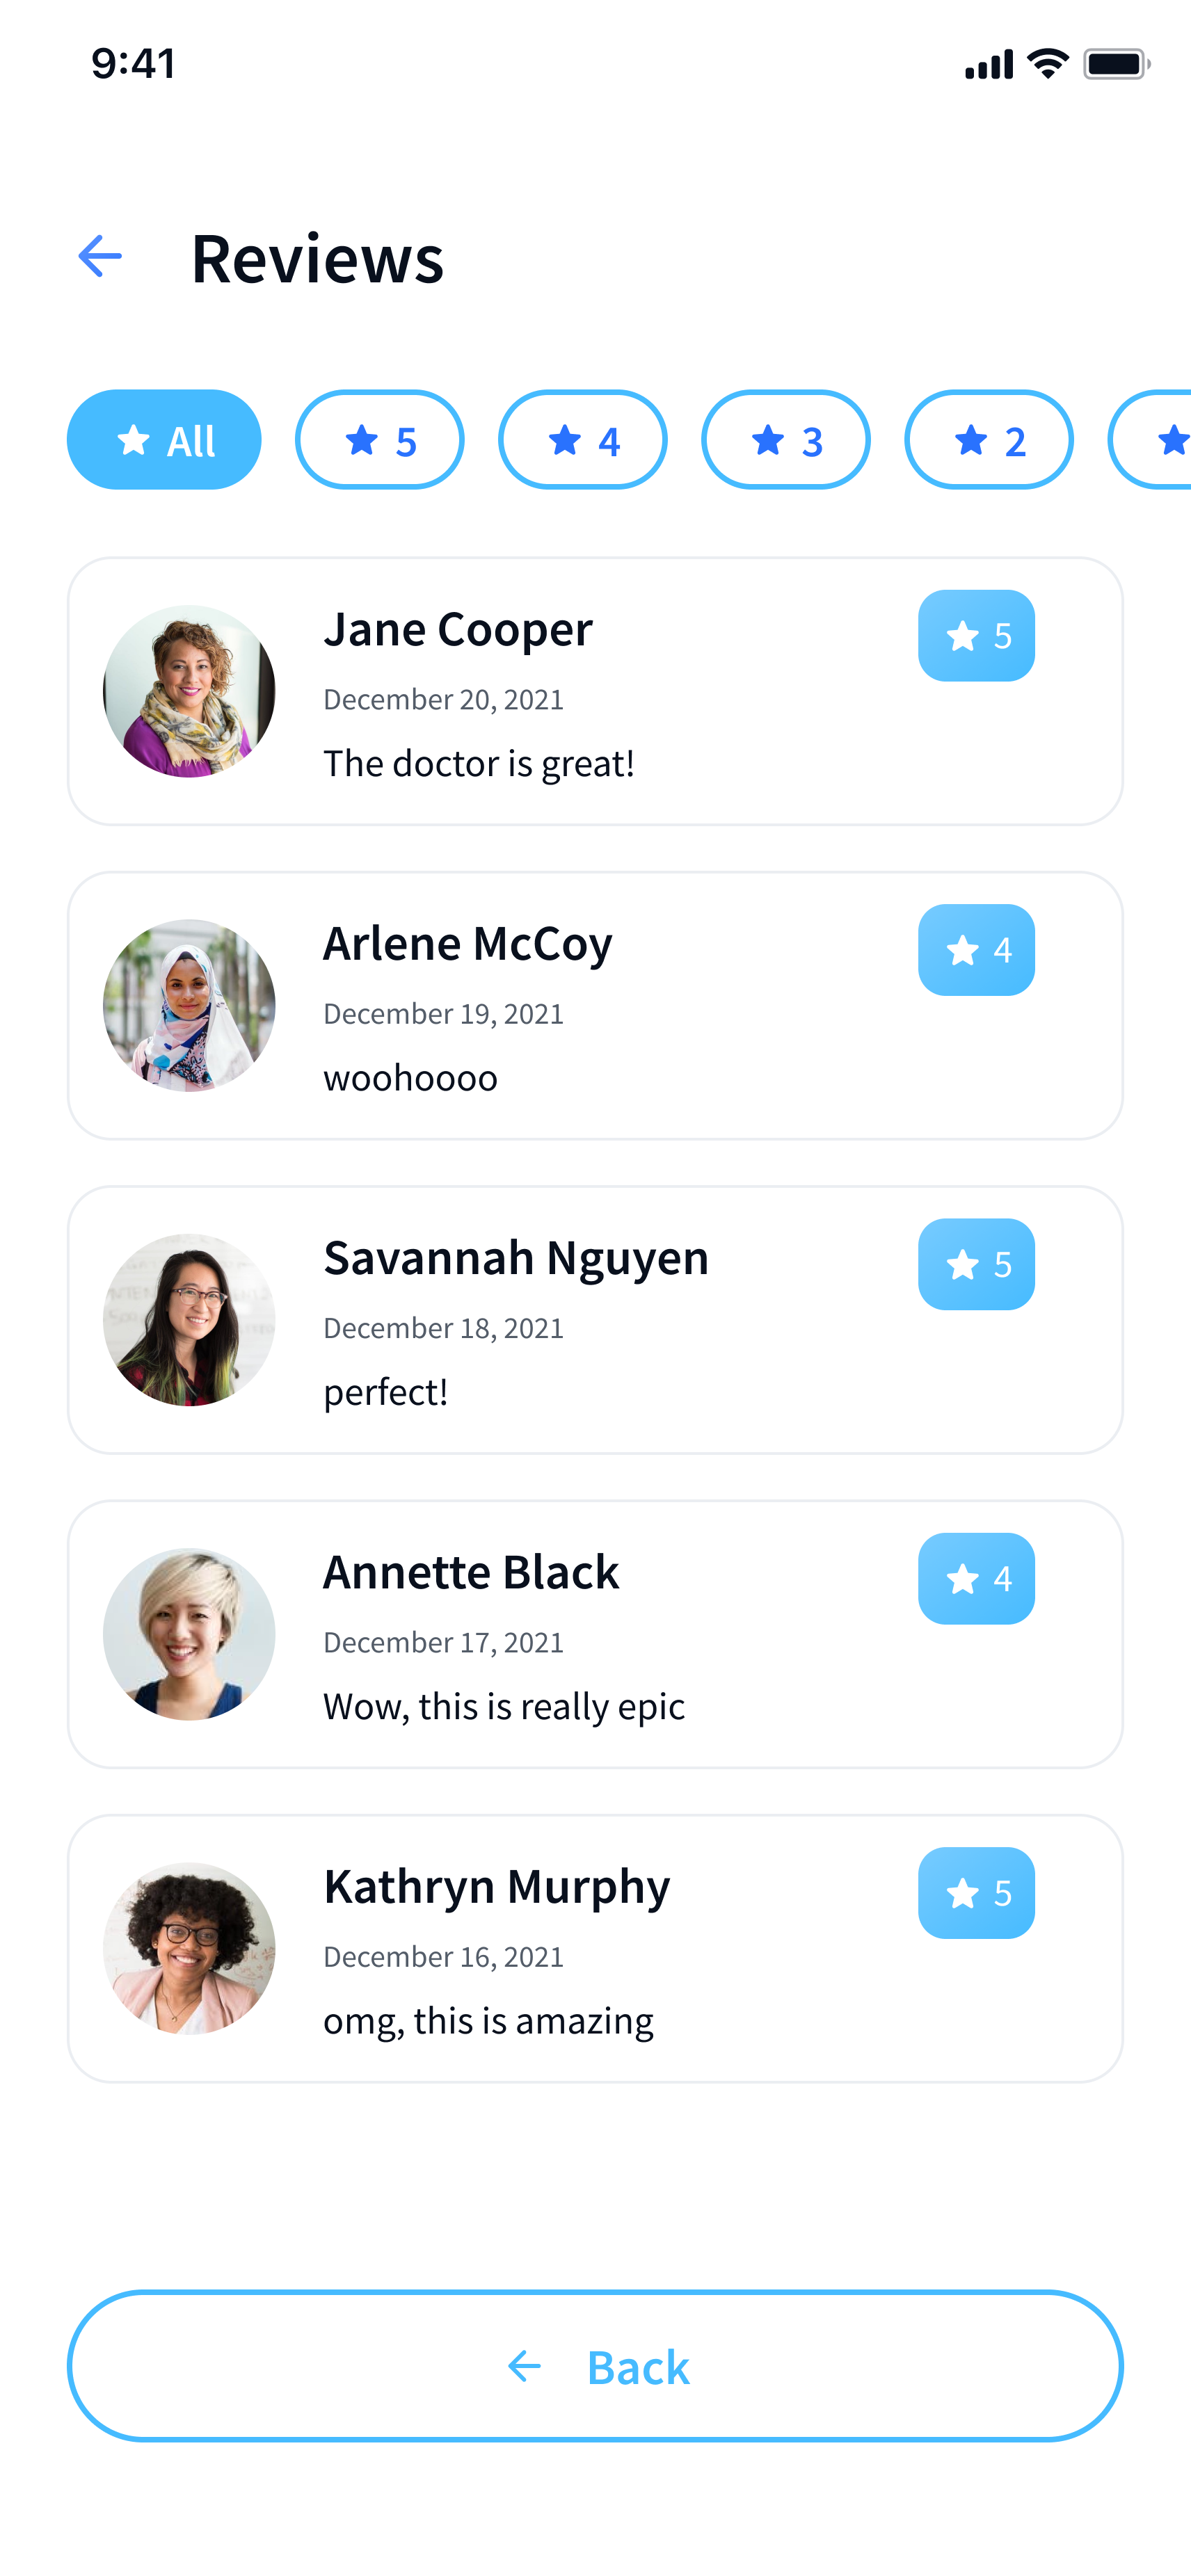 9:41
Reviews
All 5 4 3 2
Jane Cooper
5
December 20, 2021
The doctor is great!
Arlene McCoy
4
December 19, 2021
woohoooo
Savannah Nguyen
5
December 18, 2021
perfect!
Annette Black
4
December 17, 2021
Wow, this is really epic
Kathryn Murphy
5
December 16, 2021
omg, this is amazing
Back